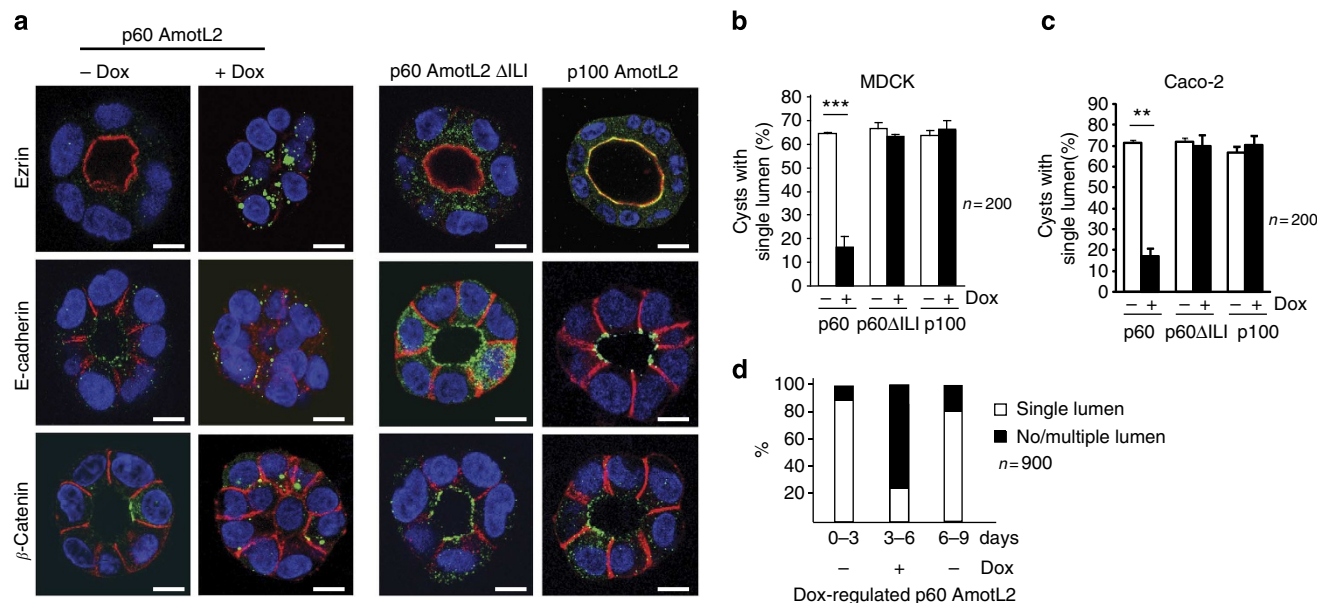 a
p60 AmotL2
– Dox
+ Dox
p60 AmotL2 ΔILI
p100 AmotL2
Ezrin
E-cadherin
β-Catenin
b
MDCK
Cysts with
single lumen (%)
80
70
60
50
40
30
20
10
0
***
n=200
– + – + – + Dox
p60 p60ΔILI p100
c
Caco-2
Cysts with
single lumen(%)
90
80
70
60
50
40
30
20
10
0
**
n=200
– + – + – + Dox
p60 p60ΔILI p100
d
%
100
80
60
40
20
Single lumen
No/multiple lumen
n=900
0–3 3–6 6–9 days
– + – Dox
Dox-regulated p60 AmotL2